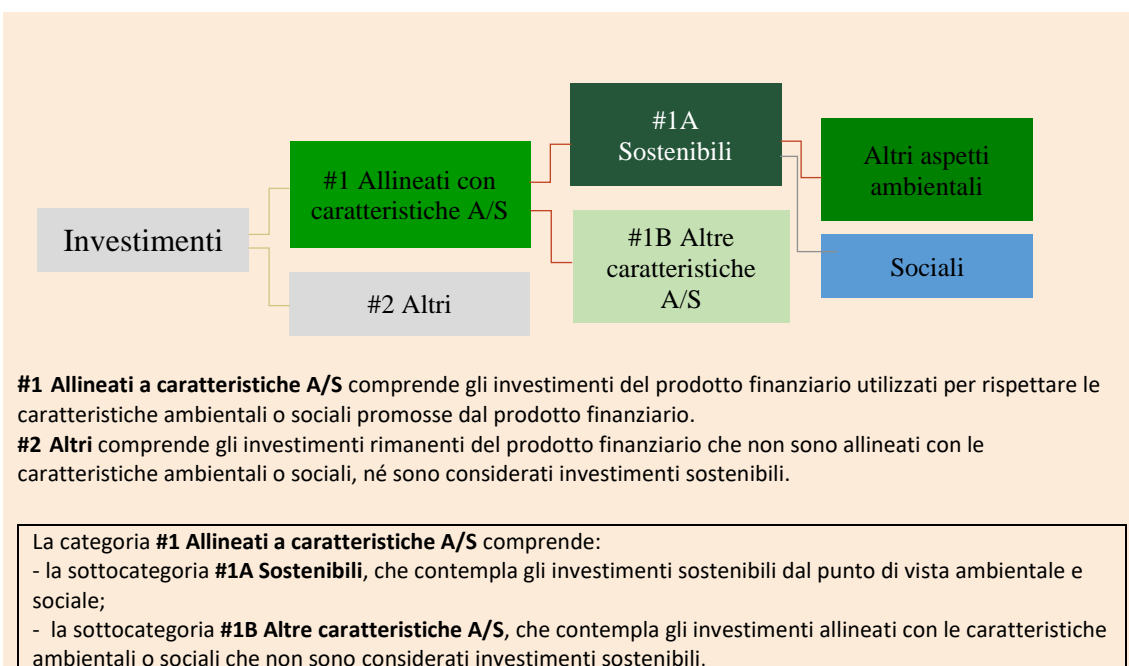 #1A
Sostenibili
Altri aspetti
ambientali
#1 Allineati con
caratteristiche A/S
Investimenti
#1B Altre
caratteristiche
A/S
Sociali
#2 Altri
#1 Allineati a caratteristiche A/S comprende gli investimenti del prodotto finanziario utilizzati per rispettare le
caratteristiche ambientali o sociali promosse dal prodotto finanziario.
#2 Altri comprende gli investimenti rimanenti del prodotto finanziario che non sono allineati con le
caratteristiche ambientali o sociali, né sono considerati investimenti sostenibili.
La categoria #1 Allineati a caratteristiche A/S comprende:
- la sottocategoria #1A Sostenibili, che contempla gli investimenti sostenibili dal punto di vista ambientale e
sociale;
- la sottocategoria #1B Altre caratteristiche A/S, che contempla gli investimenti allineati con le caratteristiche
ambientali o sociali che non sono considerati investimenti sostenibili.